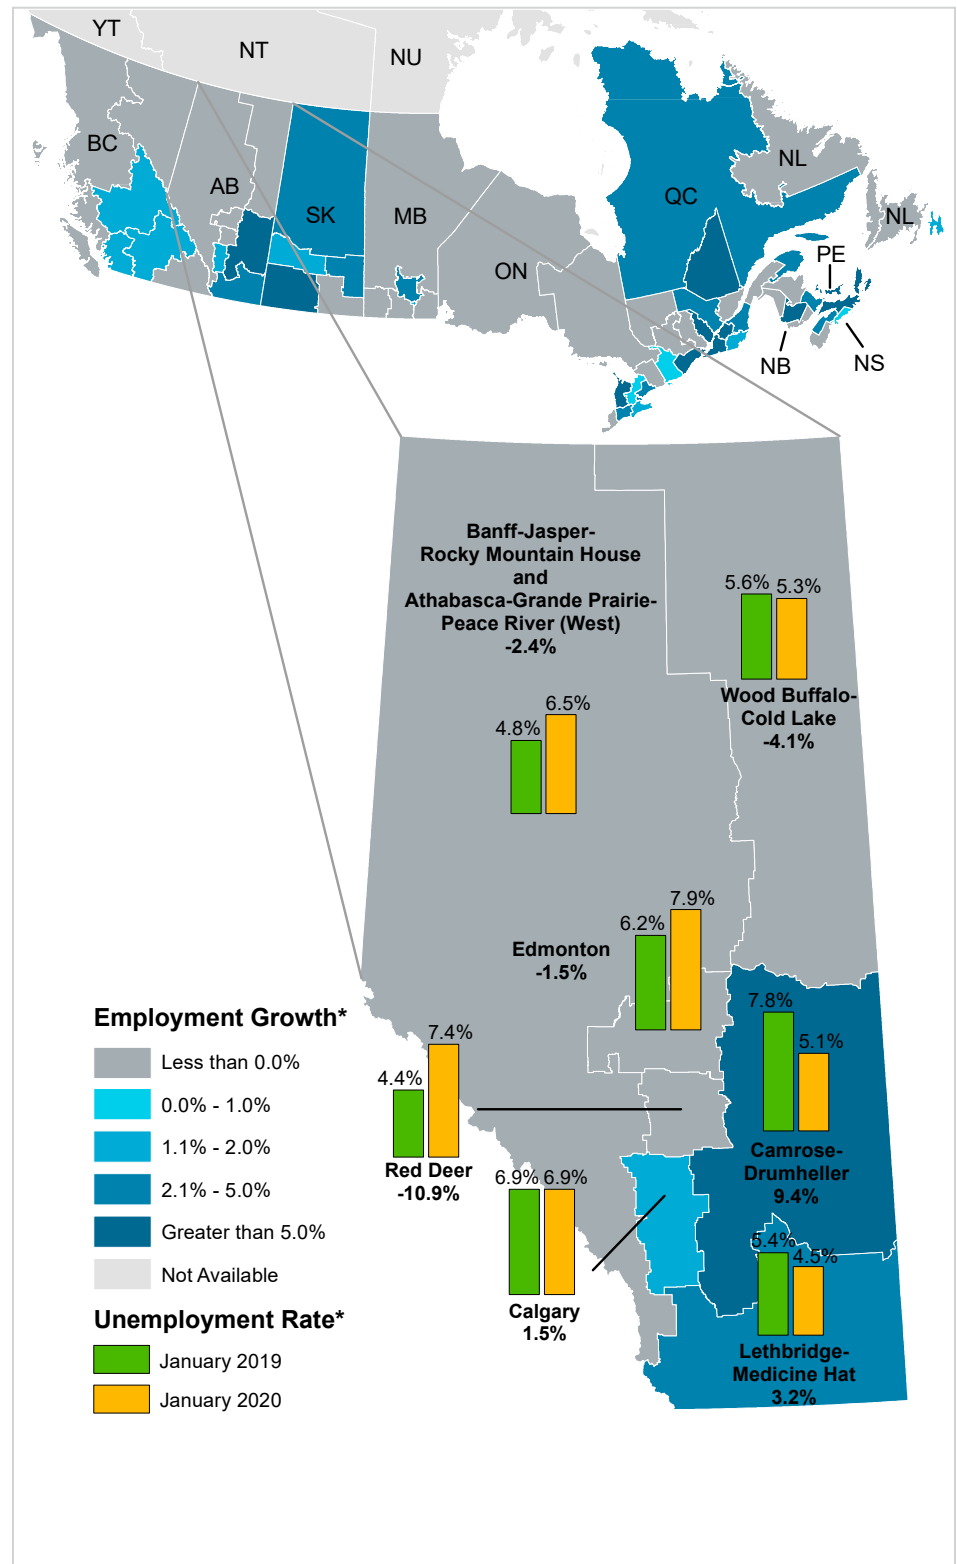 YT
NT
NU
BC
AB
SK
MB
ON
QC
NL
NL
PE
NB
NS
Banff-Jasper-
Rocky Mountain House
and
Athabasca-Grande Prairie-
Peace River (West)
-2.4%
4.8%
6.5%
5.6%
5.3%
Wood Buffalo-
Cold Lake
-4.1%
Edmonton
-1.5%
6.2%
7.9%
7.8%
5.1%
Camrose-
Drumheller
9.4%
4.4%
7.4%
Red Deer
-10.9%
6.9%
6.9%
Calgary
1.5%
5.4%
4.5%
Lethbridge-
Medicine Hat
3.2%
Employment Growth*
Less than 0.0%
0.0% - 1.0%
1.1% - 2.0%
2.1% - 5.0%
Greater than 5.0%
Not Available
Unemployment Rate*
January 2019
January 2020